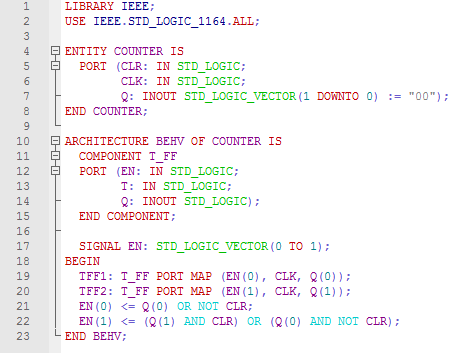 1 LIBRARY IEEE;
2 USE IEEE.STD_LOGIC_1164.ALL;
3
4 ENTITY COUNTER IS
5 PORT (CLR: IN STD_LOGIC;
6 CLK: IN STD_LOGIC;
7 Q: INOUT STD_LOGIC_VECTOR(1 DOWNTO 0) := "00");
8 END COUNTER;
9
10 ARCHITECTURE BEHV OF COUNTER IS
11 COMPONENT T_FF
12 PORT (EN: IN STD_LOGIC;
13 T: IN STD_LOGIC;
14 Q: INOUT STD_LOGIC);
15 END COMPONENT;
16
17 SIGNAL EN: STD_LOGIC_VECTOR(0 TO 1);
18 BEGIN
19 TFF1: T_FF PORT MAP (EN(0), CLK, Q(0));
20 TFF2: T_FF PORT MAP (EN(1), CLK, Q(1));
21 EN(0) <= Q(0) OR NOT CLR;
22 EN(1) <= (Q(1) AND CLR) OR (Q(0) AND NOT CLR);
23 END BEHV;